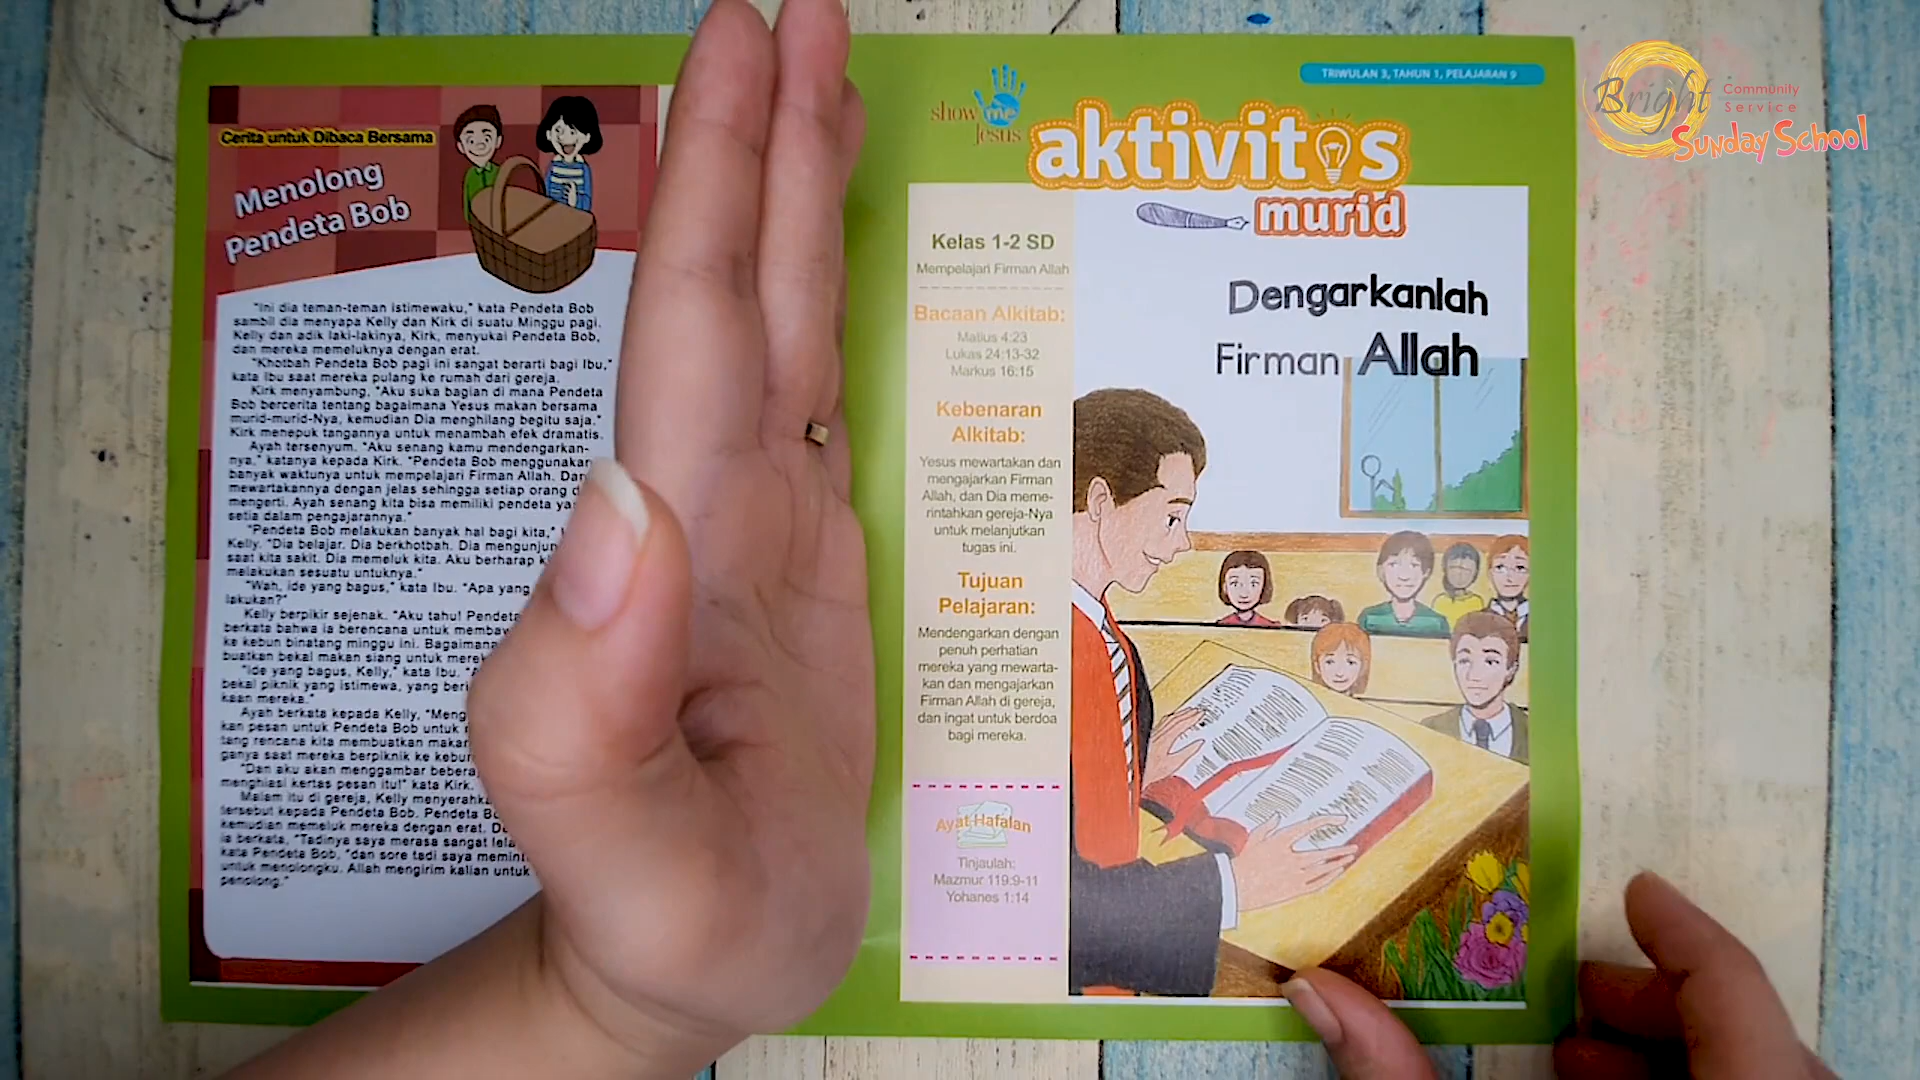 Cerita untuk Dibaca Bersama
Menolong
Pendeta Bob
"Ini dia teman-teman istimewaku," kata Pendeta Bob
sambil dia menyapa Kelly dan Kirk di suatu Minggu pagi.
Kelly dan adik laki-lakinya, Kirk, menyukai Pendeta Bob,
dan mereka memeluknya dengan erat.
"Khotbah Pendeta Bob pagi ini sangat berarti bagi Ibu,"
kata Ibu saat mereka pulang ke rumah dari gereja.
Kirk menyambung, "Aku suka bagian di mana Pendeta
Bob bercerita tentang bagaimana Yesus makan bersama
murid-murid-Nya, kemudian Dia menghilang begitu saja."
Kirk menepuk tangannya untuk menambah efek dramatis.
Ayah tersenyum. "Aku senang kamu mendengarkan-
nya," katanya kepada Kirk. "Pendeta Bob menggunakan
banyak waktunya untuk mempelajari Firman Allah. Dan
mewartakannya dengan jelas sehingga setiap orang
mengerti. Ayah senang kita bisa memiliki pendeta
setia dalam pengajarannya."
"Pendeta Bob melakukan banyak hal bagi kita,"
Kelly. "Dia belajar. Dia berkhotbah. Dia
saat kita sakit. Dia memeluk kita. Aku berharap
melakukan sesuatu untuknya."
"Wah, ide yang bagus," kata Ibu. "Apa yang
lakukan?"
Kelly berpikir sejenak. "Aku tahu! Pendeta
berkata bahwa ia berencana untuk
ke kebun binatang minggu ini.
buatkan bekal makan siang untuk
"Ide yang bagus, Kelly," kata Ibu.
bekal piknik yang istimewa, yang
kaan mereka."
Ayah berkata kepada Kelly,
kan pesan untuk Pendeta Bob untuk
tang rencana kita membuatkan
ganya saat mereka berpiknik ke
"Dan aku akan menggambar
menghiasi kertas pesan itu!" kata Kirk.
Malam itu di gereja, Kelly
tersebut kepada Pendeta Bob. Pendeta
kemudian memeluk mereka dengan erat.
ia berkata, "Tadinya saya merasa sangat
kata Pendeta Bob, "dan sore tadi saya
untuk menolongku. Allah mengirim kalian untuk
penolong."
TRIWULAN 3, TAHUN 1, PELAJARAN 9
show me Jesus
aktivitas
murid
Kelas 1-2 SD
Mempelajari Firman Allah
Bacaan Alkitab:
Matius 4:23
Lukas 24:13-32
Markus 16:15
Kebenaran
Alkitab:
Yesus mewartakan dan
mengajarkan Firman
Allah, dan Dia meme-
rintahkan gereja-Nya
untuk melanjutkan
tugas ini.
Tujuan
Pelajaran:
Mendengarkan dengan
penuh perhatian
mereka yang mewarta-
kan dan mengajarkan
Firman Allah di gereja,
dan ingat untuk berdoa
bagi mereka.
Ayat Hafalan
Tinjaulah:
Mazmur 119:9-11
Yohanes 1:14
Dengarkanlah
Firman Allah
Bright Community Service
Sunday School